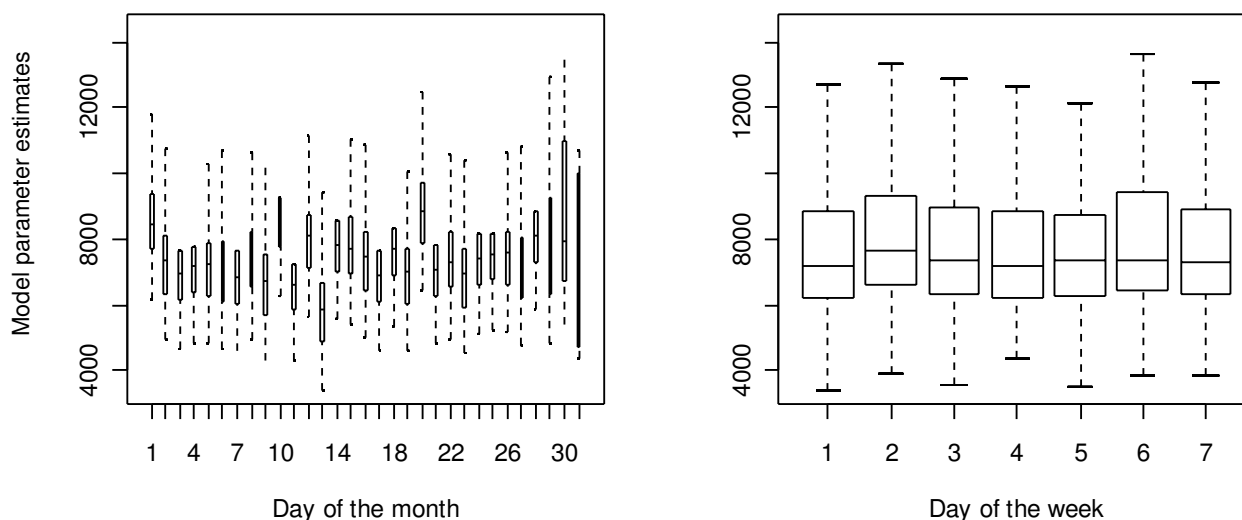 Model parameter estimates
12000
8000
4000
1 4 7 10 14 18 22 26 30
Day of the month
12000
8000
4000
1 2 3 4 5 6 7
Day of the week